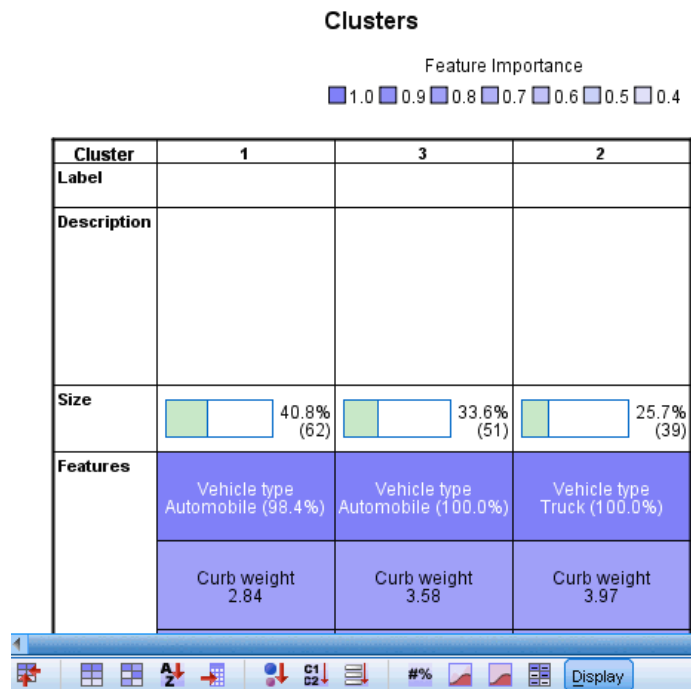 Clusters
Feature Importance
1.0 0.9 0.8 0.7 0.6 0.5 0.4
Cluster 1 3 2
Label
Description
Size 40.8% (62) 33.6% (51) 25.7% (39)
Features
Vehicle type Automobile (98.4%) Vehicle type Automobile (100.0%) Vehicle type Truck (100.0%)
Curb weight 2.84 Curb weight 3.58 Curb weight 3.97
A Z C1 C2 #% Display